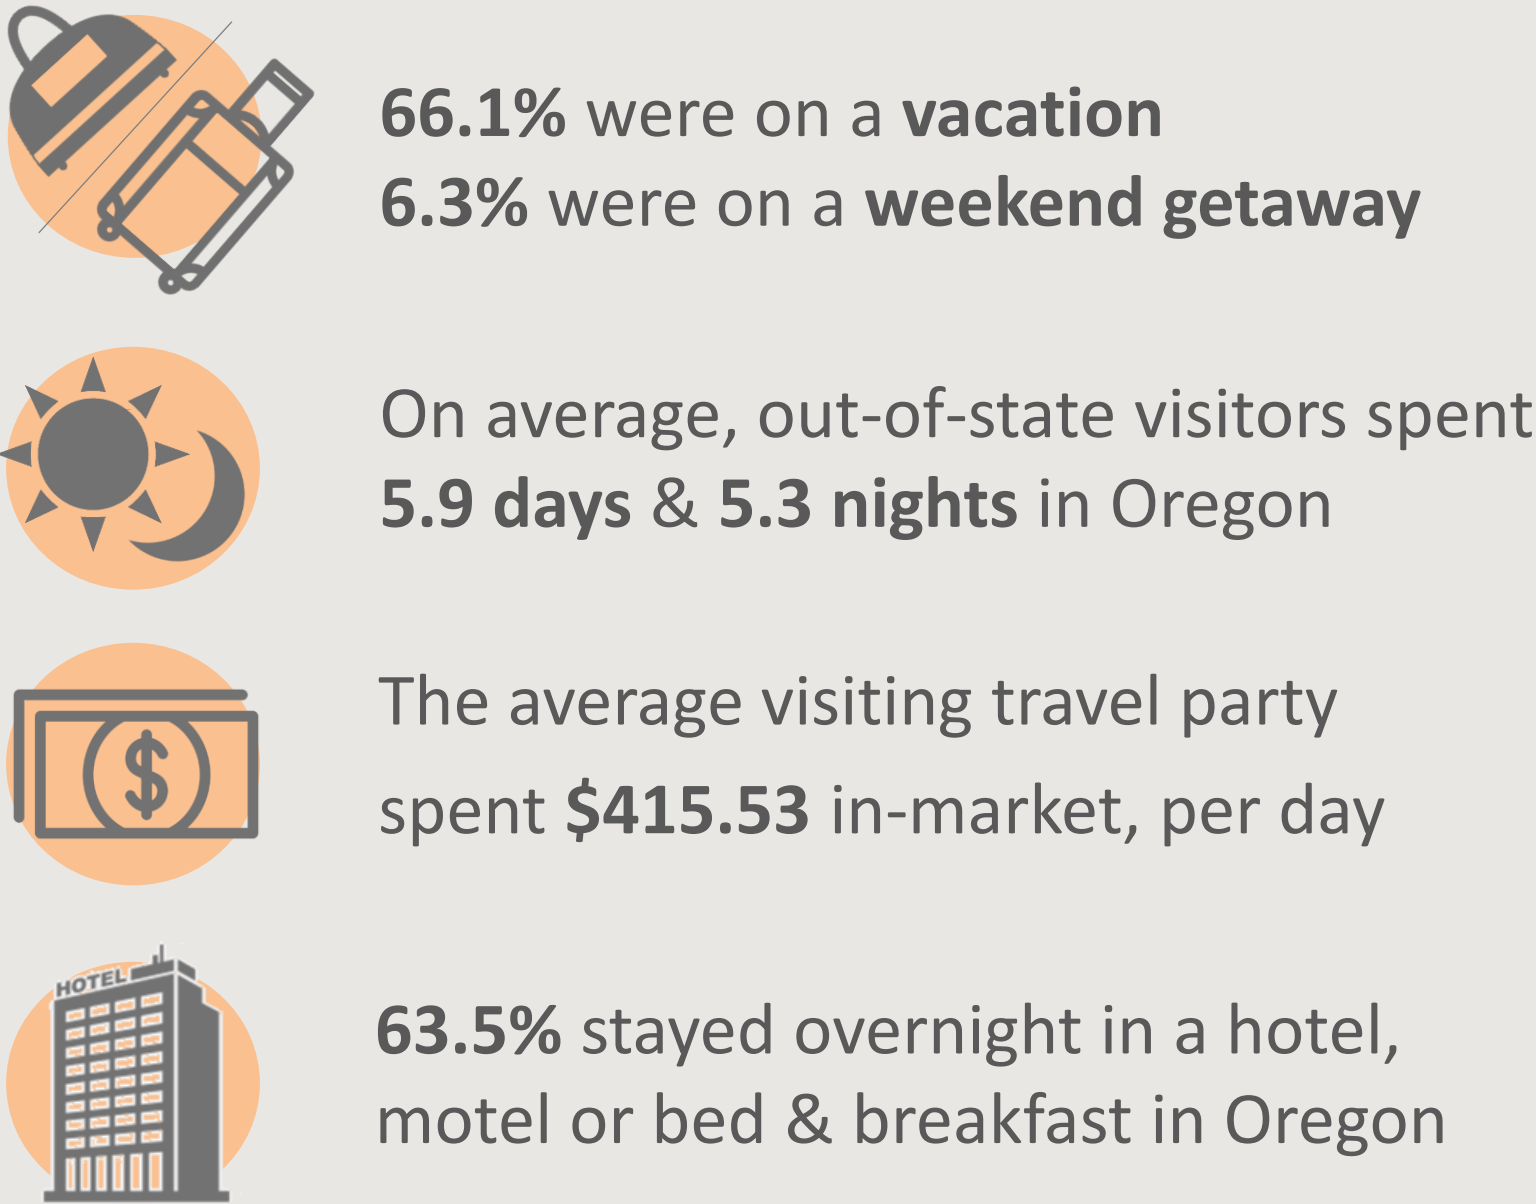 66.1% were on a vacation
6.3% were on a weekend getaway
On average, out-of-state visitors spent
5.9 days & 5.3 nights in Oregon
The average visiting travel party
$
spent $415.53 in-market, per day
HOTEL
63.5% stayed overnight in a hotel,
motel or bed & breakfast in Oregon